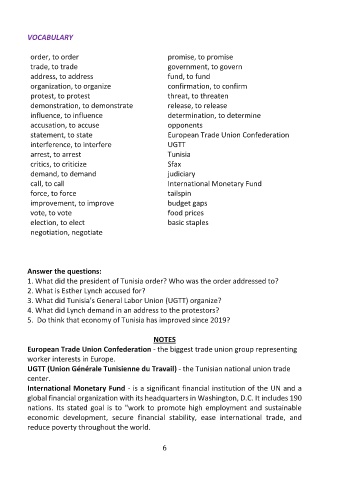 VOCABULARY
order, to order
trade, to trade
address, to address
organization, to organize
protest, to protest
demonstration, to demonstrate
influence, to influence
accusation, to accuse
statement, to state
interference, to interfere
arrest, to arrest
critics, to criticize
demand, to demand
call, to call
force, to force
improvement, to improve
vote, to vote
election, to elect
negotiation, negotiate
promise, to promise
government, to govern
fund, to fund
confirmation, to confirm
threat, to threaten
release, to release
determination, to determine
opponents
European Trade Union Confederation
UGTT
Tunisia
Sfax
judiciary
International Monetary Fund
tailspin
budget gaps
food prices
basic staples
Answer the questions:
1. What did the president of Tunisia order? Who was the order addressed to?
2. What is Esther Lynch accused for?
3. What did Tunisia's General Labor Union (UGTT) organize?
4. What did Lynch demand in an address to the protestors?
5. Do think that economy of Tunisia has improved since 2019?
NOTES
European Trade Union Confederation - the biggest trade union group representing
worker interests in Europe.
UGTT (Union Générale Tunisienne du Travail) - the Tunisian national union trade
center.
International Monetary Fund - is a significant financial institution of the UN and a
global financial organization with its headquarters in Washington, D.C. It includes 190
nations. Its stated goal is to "work to promote high employment and sustainable
economic development, secure financial stability, ease international trade, and
reduce poverty throughout the world.
6